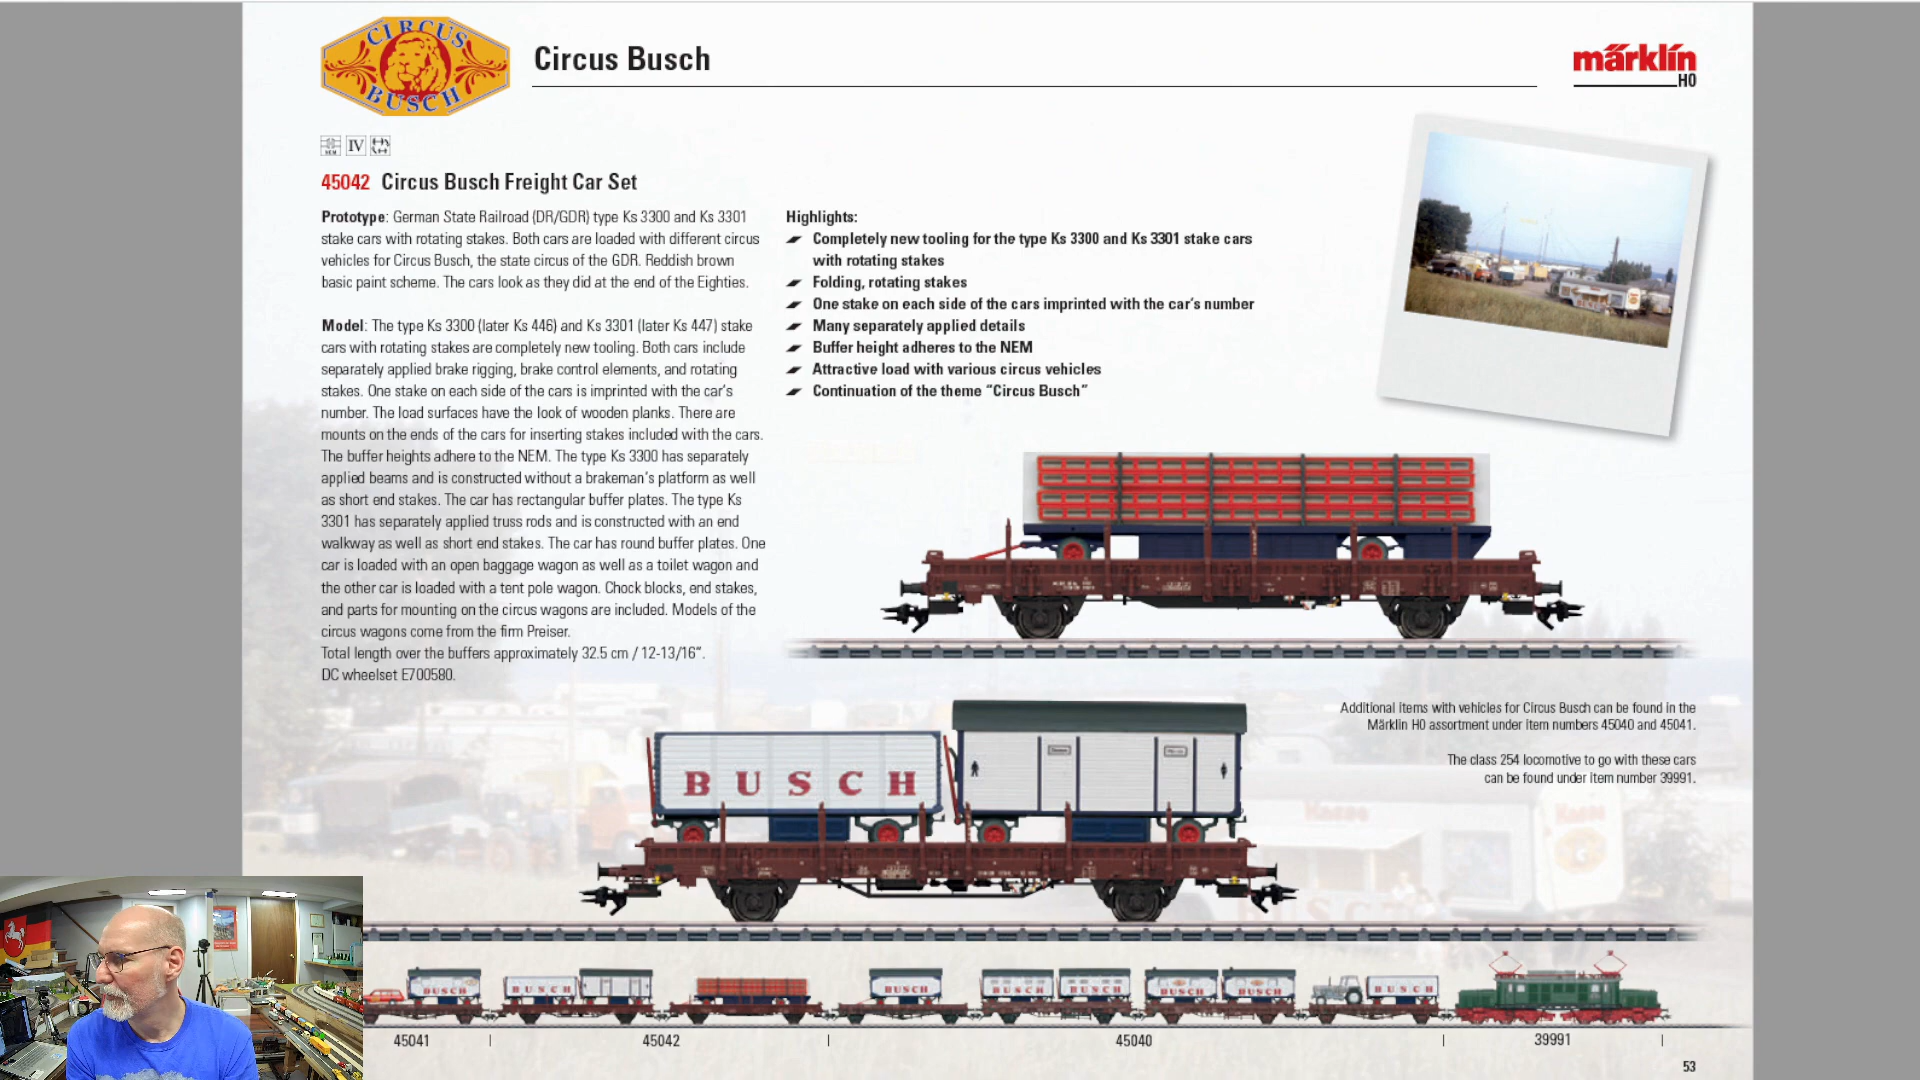 CIRCUS
BUSCH
Circus Busch
märklín
H0
NEM
IV
45042 Circus Busch Freight Car Set
Prototype: German State Railroad (DR/GDR) type Ks 3300 and Ks 3301
stake cars with rotating stakes. Both cars are loaded with different circus
vehicles for Circus Busch, the state circus of the GDR. Reddish brown
basic paint scheme. The cars look as they did at the end of the Eighties.
Model: The type Ks 3300 (later Ks 446) and Ks 3301 (later Ks 447) stake
cars with rotating stakes are completely new tooling. Both cars include
separately applied brake rigging, brake control elements, and rotating
stakes. One stake on each side of the cars is imprinted with the car's
number. The load surfaces have the look of wooden planks. There are
mounts on the ends of the cars for inserting stakes included with the cars.
The buffer heights adhere to the NEM. The type Ks 3300 has separately
applied beams and is constructed without a brakeman's platform as well
as short end stakes. The car has rectangular buffer plates. The type Ks
3301 has separately applied truss rods and is constructed with an end
walkway as well as short end stakes. The car has round buffer plates. One
car is loaded with an open baggage wagon as well as a toilet wagon and
the other car is loaded with a tent pole wagon. Chock blocks, end stakes,
and parts for mounting on the circus wagons are included. Models of the
circus wagons come from the firm Preiser.
Total length over the buffers approximately 32.5 cm / 12-13/16".
DC wheelset E700580.
Highlights:
Completely new tooling for the type Ks 3300 and Ks 3301 stake cars
with rotating stakes
Folding, rotating stakes
One stake on each side of the cars imprinted with the car's number
Many separately applied details
Buffer height adheres to the NEM
Attractive load with various circus vehicles
Continuation of the theme "Circus Busch"
Additional items with vehicles for Circus Busch can be found in the
Märklin H0 assortment under item numbers 45040 and 45041.
The class 254 locomotive to go with these cars
can be found under item number 39991.
BUSCH
BUSCH
BUSCH
BUSCH
BUSCH
BUSCH
BUSCH
BUSCH
BUSCH
45041
45042
45040
39991
53